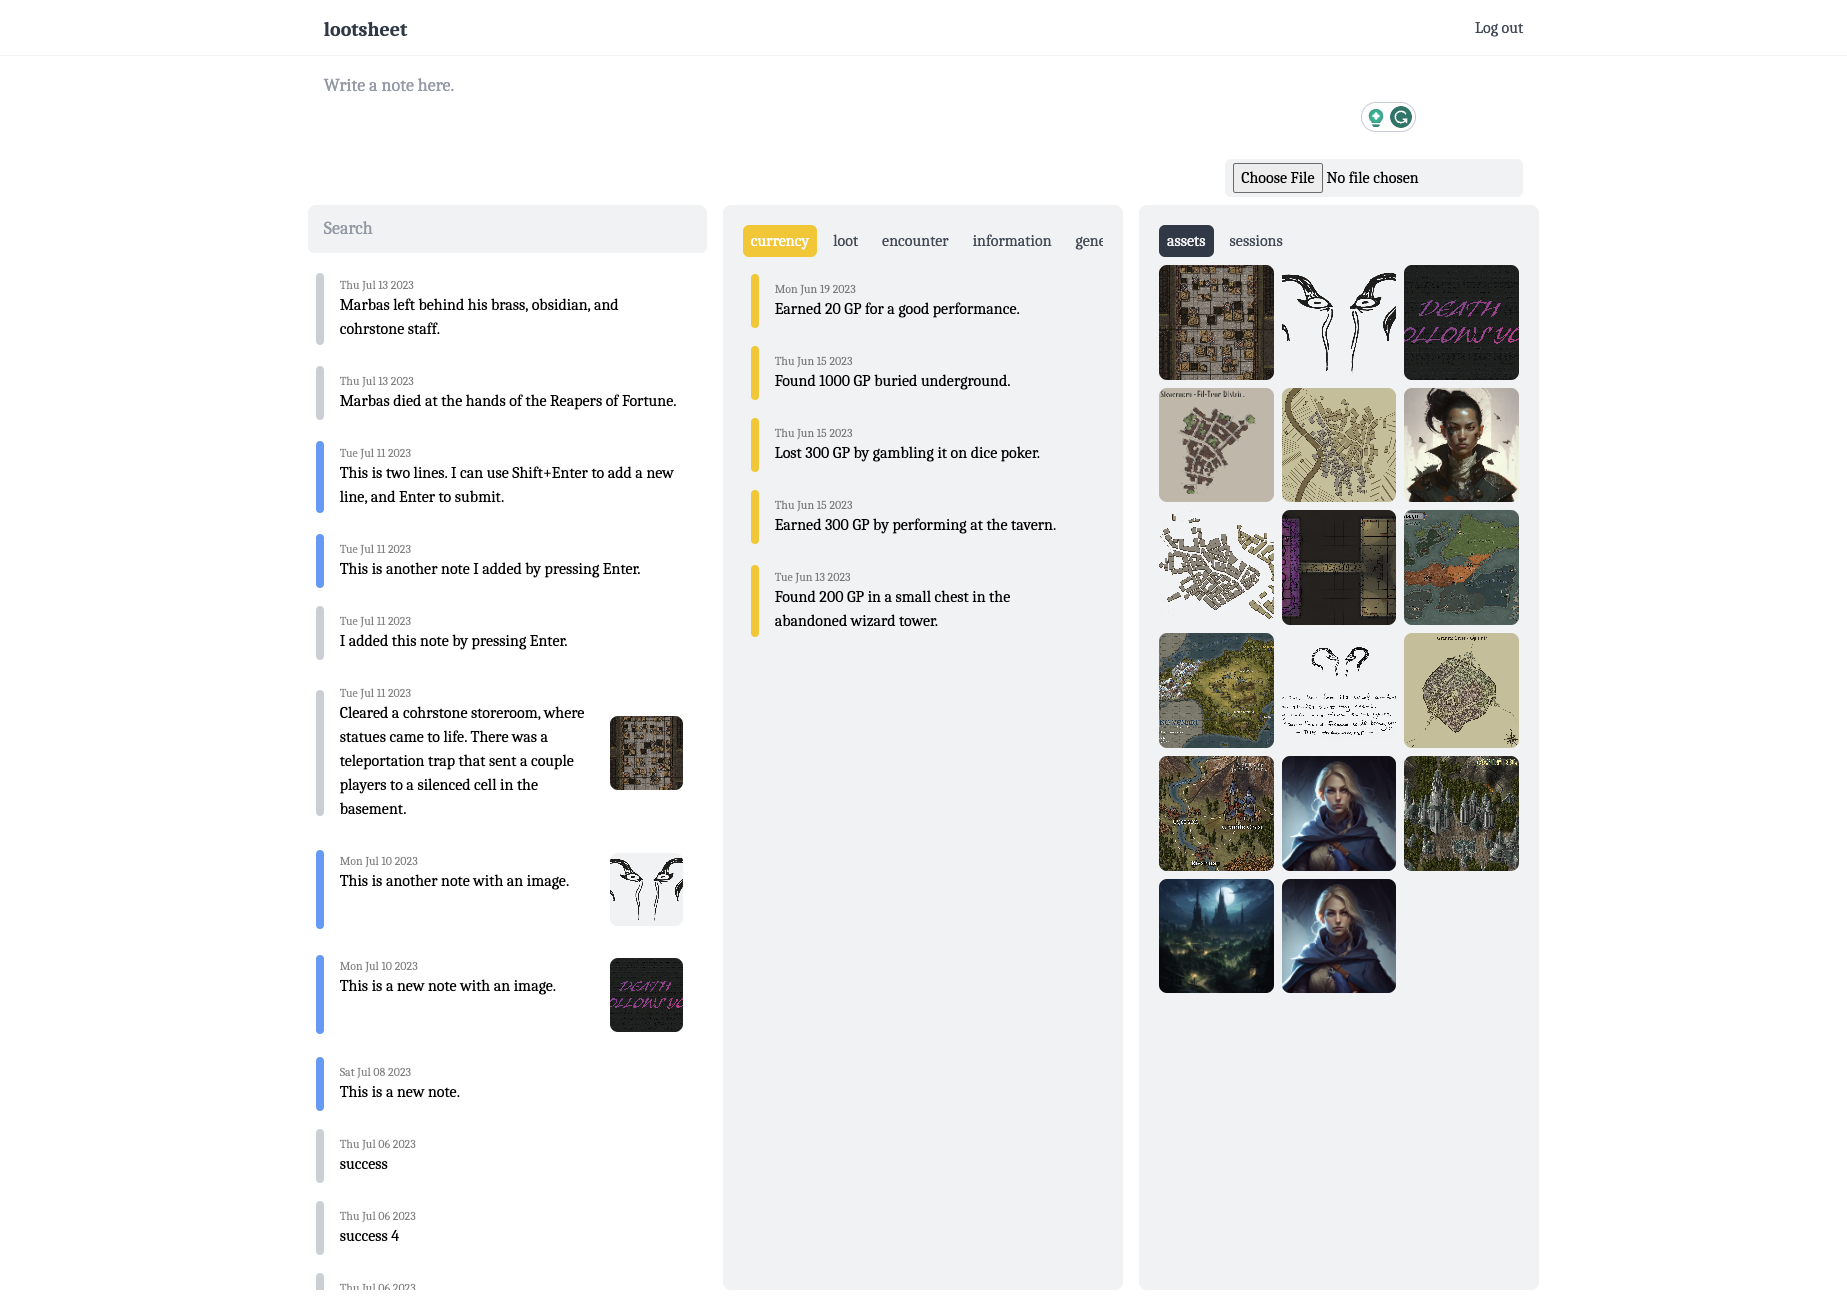 lootsheet
Log out
Write a note here.
Choose File No file chosen
Search
Thu Jul 13 2023
Marbas left behind his brass, obsidian, and
cohrstone staff.
Thu Jul 13 2023
Marbas died at the hands of the Reapers of Fortune.
Tue Jul 11 2023
This is two lines. I can use Shift+Enter to add a new
line, and Enter to submit.
Tue Jul 11 2023
This is another note I added by pressing Enter.
Tue Jul 11 2023
I added this note by pressing Enter.
Tue Jul 11 2023
Cleared a cohrstone storeroom, where
statues came to life. There was a
teleportation trap that sent a couple
players to a silenced cell in the
basement.
Mon Jul 10 2023
This is another note with an image.
Mon Jul 10 2023
This is a new note with an image.
DEATH
OLLOWS YO
Sat Jul 08 2023
This is a new note.
Thu Jul 06 2023
success
Thu Jul 06 2023
success 4
Thu Jul 06 2023
currency loot encounter information gene
Mon Jun 19 2023
Earned 20 GP for a good performance.
Thu Jun 15 2023
Found 1000 GP buried underground.
Thu Jun 15 2023
Lost 300 GP by gambling it on dice poker.
Thu Jun 15 2023
Earned 300 GP by performing at the tavern.
Tue Jun 13 2023
Found 200 GP in a small chest in the
abandoned wizard tower.
assets sessions
DEATH
OLLOWS YO